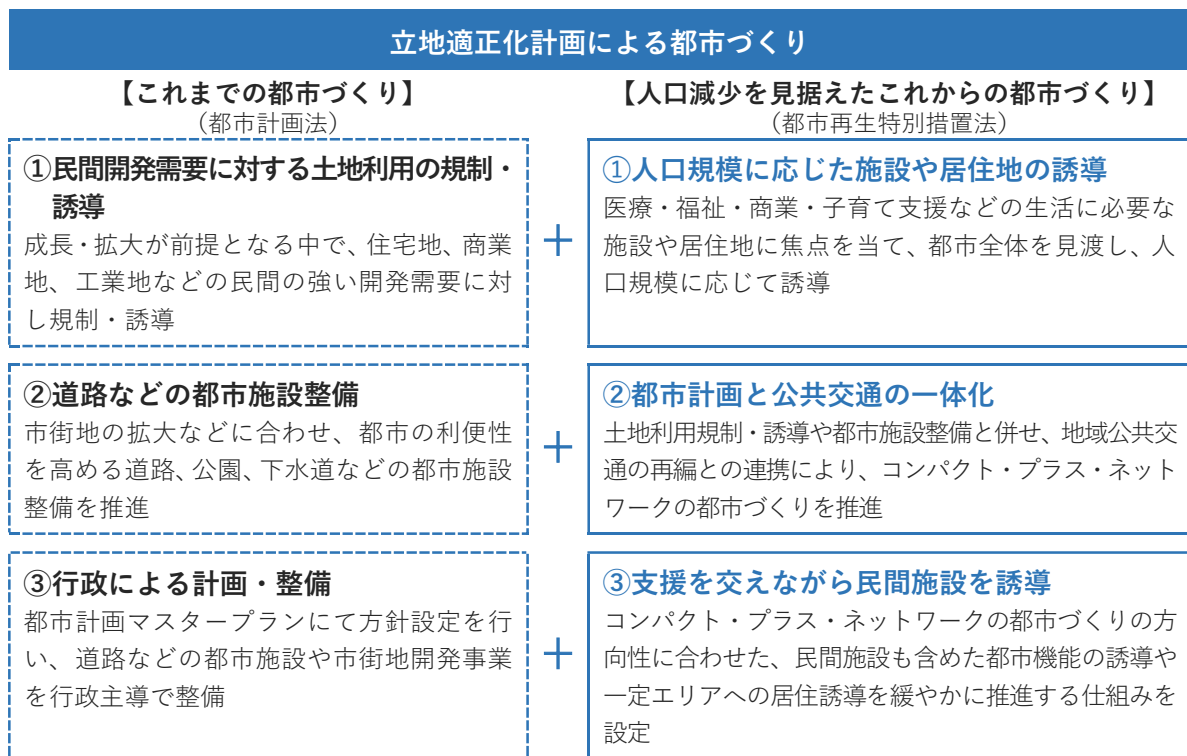 立地適正化計画による都市づくり
【これまでの都市づくり】
（都市計画法）
【人口減少を見据えたこれからの都市づくり】
（都市再生特別措置法）
①民間開発需要に対する土地利用の規制・
誘導
成長・拡大が前提となる中で、住宅地、商業
地、工業地などの民間の強い開発需要に対
し規制・誘導
＋
①人口規模に応じた施設や居住地の誘導
医療・福祉・商業・子育て支援などの生活に必要な
施設や居住地に焦点を当て、都市全体を見渡し、人
口規模に応じて誘導
②道路などの都市施設整備
市街地の拡大などに合わせ、都市の利便性
を高める道路、公園、下水道などの都市施設
整備を推進
＋
②都市計画と公共交通の一体化
土地利用規制・誘導や都市施設整備と併せ、地域公共交
通の再編との連携により、コンパクト・プラス・ネット
ワークの都市づくりを推進
③行政による計画・整備
都市計画マスタープランにて方針設定を行
い、道路などの都市施設や市街地開発事業
を行政主導で整備
＋
③支援を交えながら民間施設を誘導
コンパクト・プラス・ネットワークの都市づくりの方
向性に合わせた、民間施設も含めた都市機能の誘導や
一定エリアへの居住誘導を緩やかに推進する仕組みを
設定